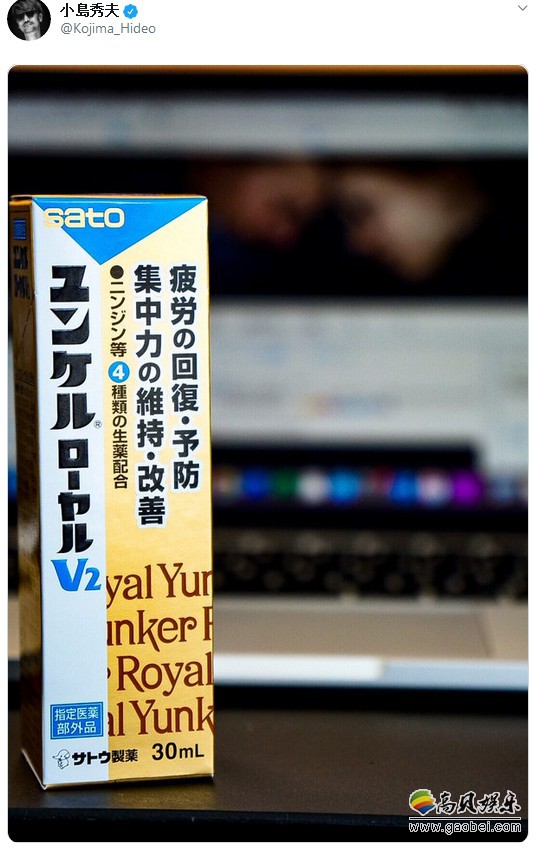 小島秀夫
@Kojima_Hideo
sato
ユンケル®ローヤル
V2
疲労の回復・予防
集中力の維持・改善
●ニンジン等4種類の生薬配合
yal Yun
unker R
Royal
al Yunk
指定医薬
部外品
サトウ製薬
30mL
高贝娱乐
www.gaobei.com